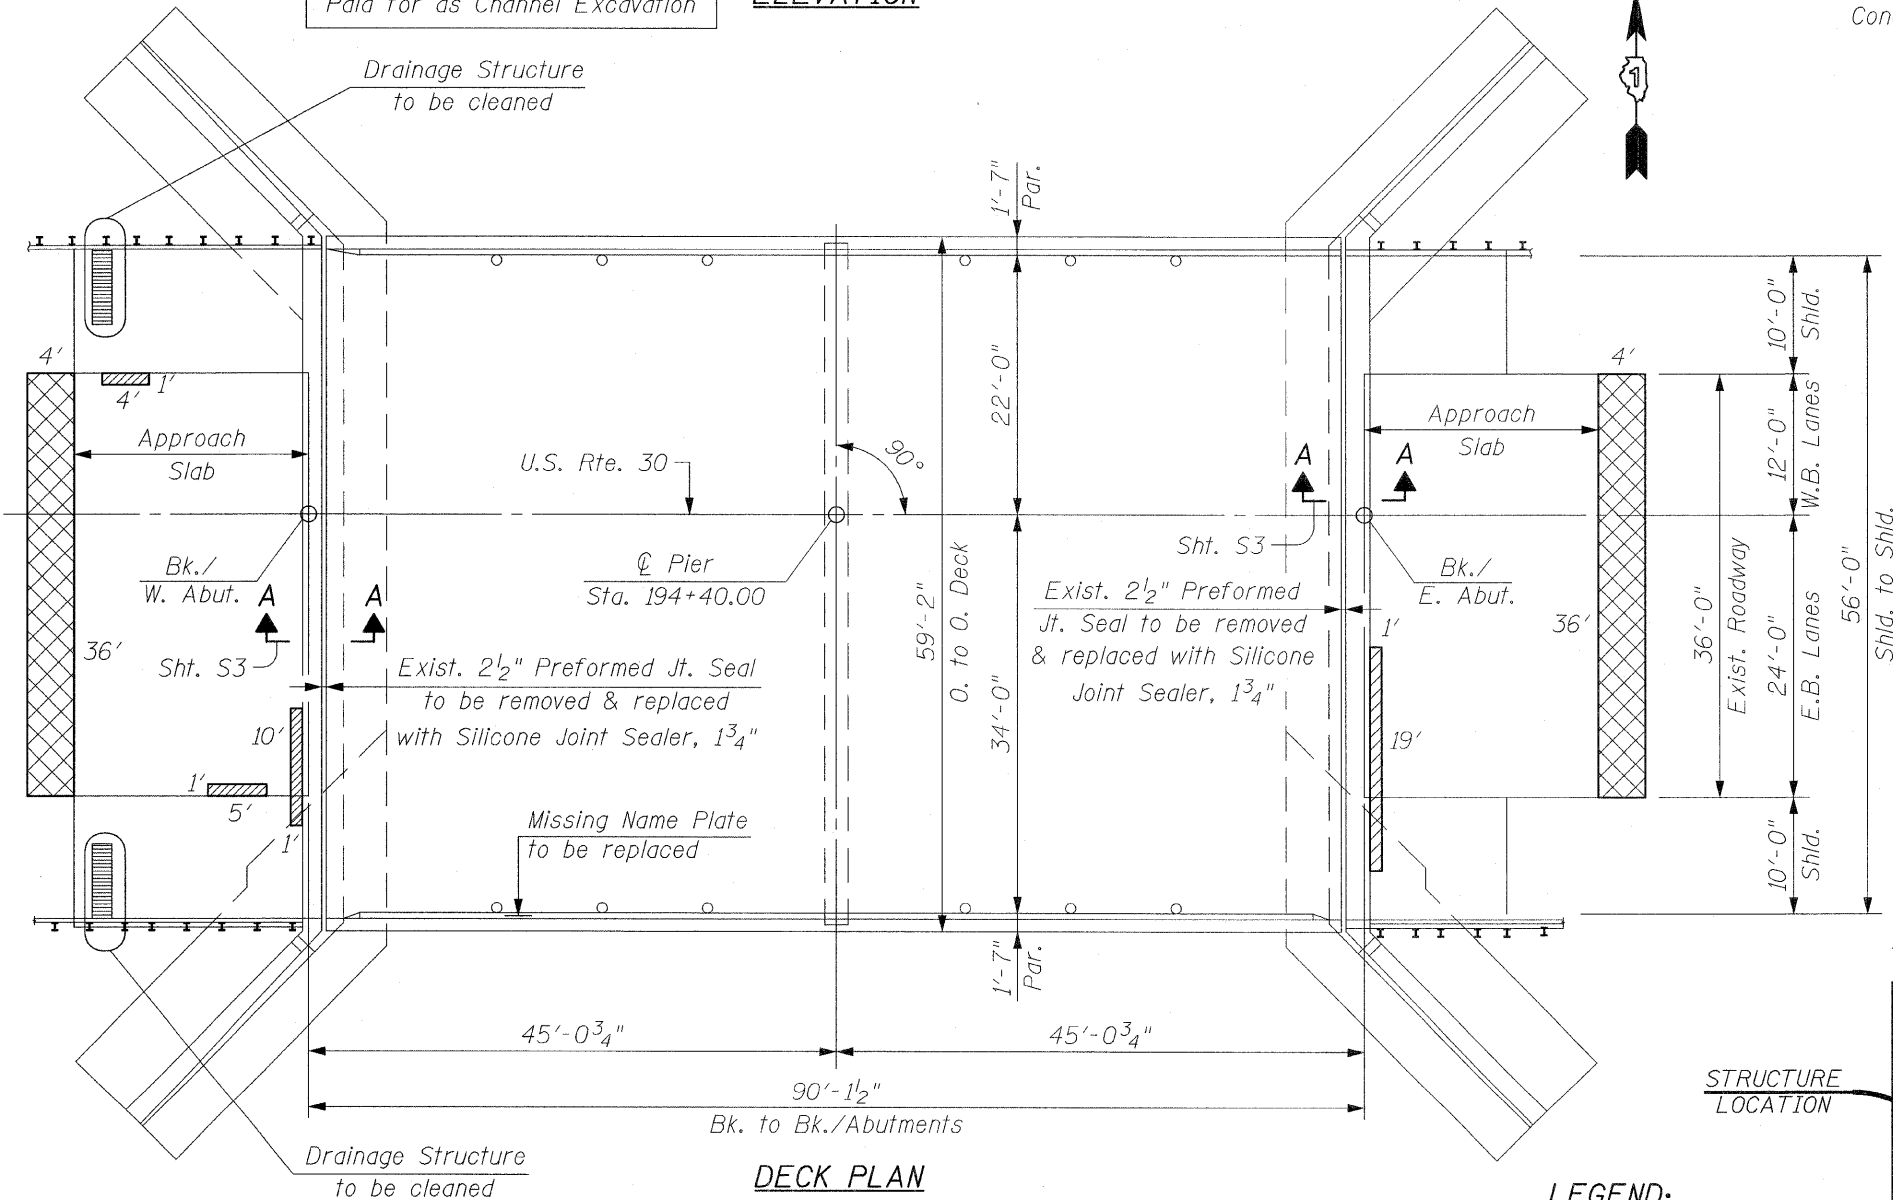 Paid for as Channel Excavation
ELEVATION
Con
Drainage Structure
to be cleaned
1
1'-7"
Par.
4'
4'
1'
Approach
Slab
U.S. Rte. 30
90°
22'-0"
A
A
Approach
Slab
4'
10'-0"
Shld.
12'-0"
W.B. Lanes
Bk./
W. Abut.
A
A
Sht. S3
36'
℄ Pier
Sta. 194+40.00
59'-2"
O. to O. Deck
Sht. S3
Bk./
E. Abut.
Exist. 2½" Preformed
Jt. Seal to be removed
& replaced with Silicone
Joint Sealer, 1¾"
1'
36'
36'-0"
Exist. Roadway
24'-0"
E.B. Lanes
56'-0"
Shld. to Shld.
Exist. 2½" Preformed Jt. Seal
to be removed & replaced
with Silicone Joint Sealer, 1¾"
34'-0"
10'
1'
5'
1'
19'
Missing Name Plate
to be replaced
10'-0"
Shld.
1'-7"
Par.
45'-0¾"
45'-0¾"
90'-1½"
Bk. to Bk./Abutments
STRUCTURE
LOCATION
Drainage Structure
to be cleaned
DECK PLAN
LEGEND: